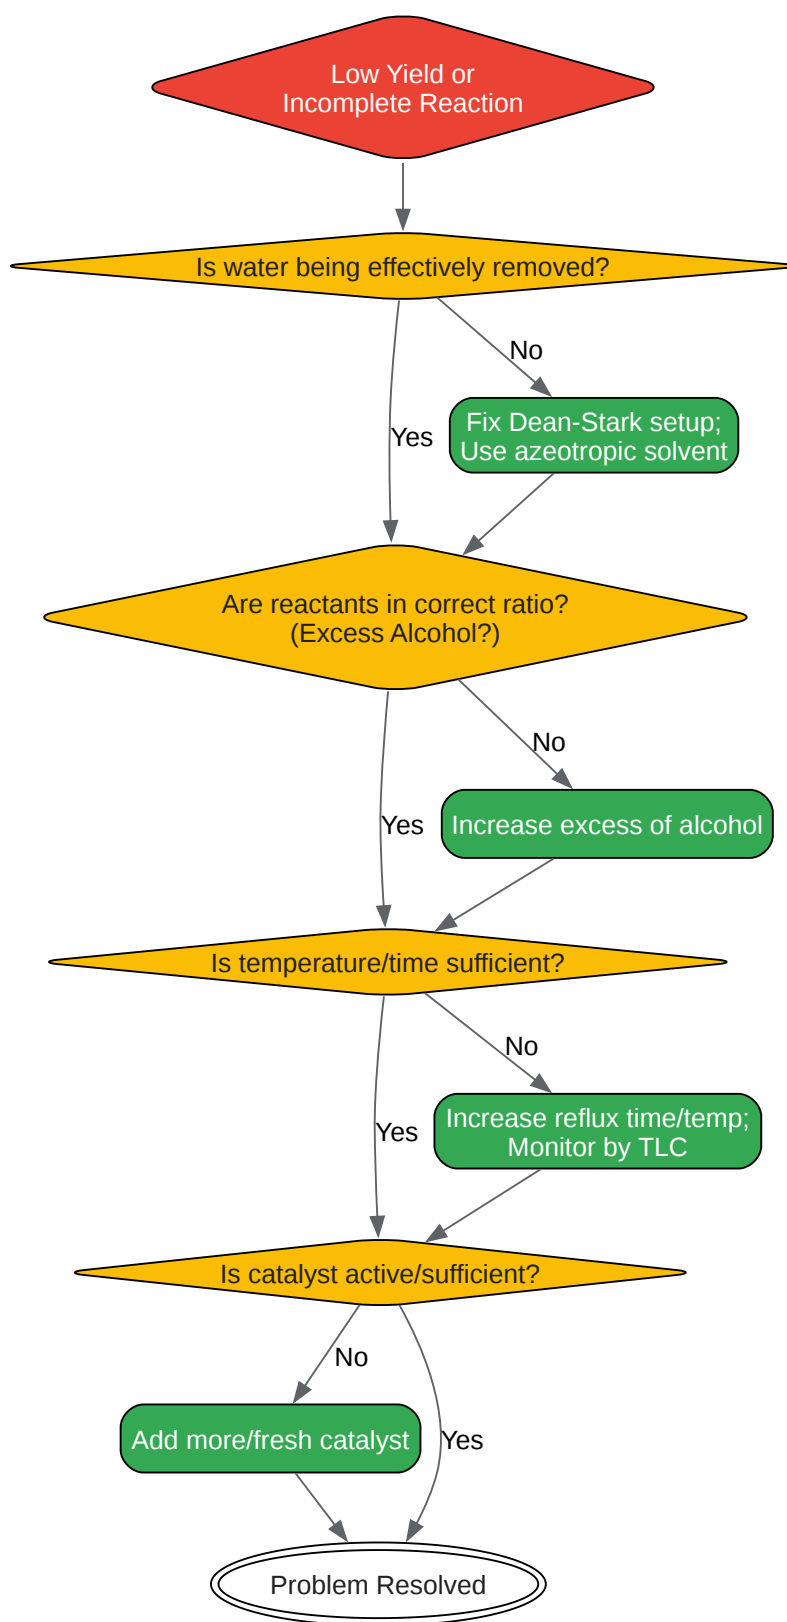 Low Yield or
Incomplete Reaction
Is water being effectively removed?
No
Yes
Fix Dean-Stark setup;
Use azeotropic solvent
Are reactants in correct ratio?
(Excess Alcohol?)
No
Yes
Increase excess of alcohol
Is temperature/time sufficient?
No
Yes
Increase reflux time/temp;
Monitor by TLC
Is catalyst active/sufficient?
No
Add more/fresh catalyst
Yes
Problem Resolved